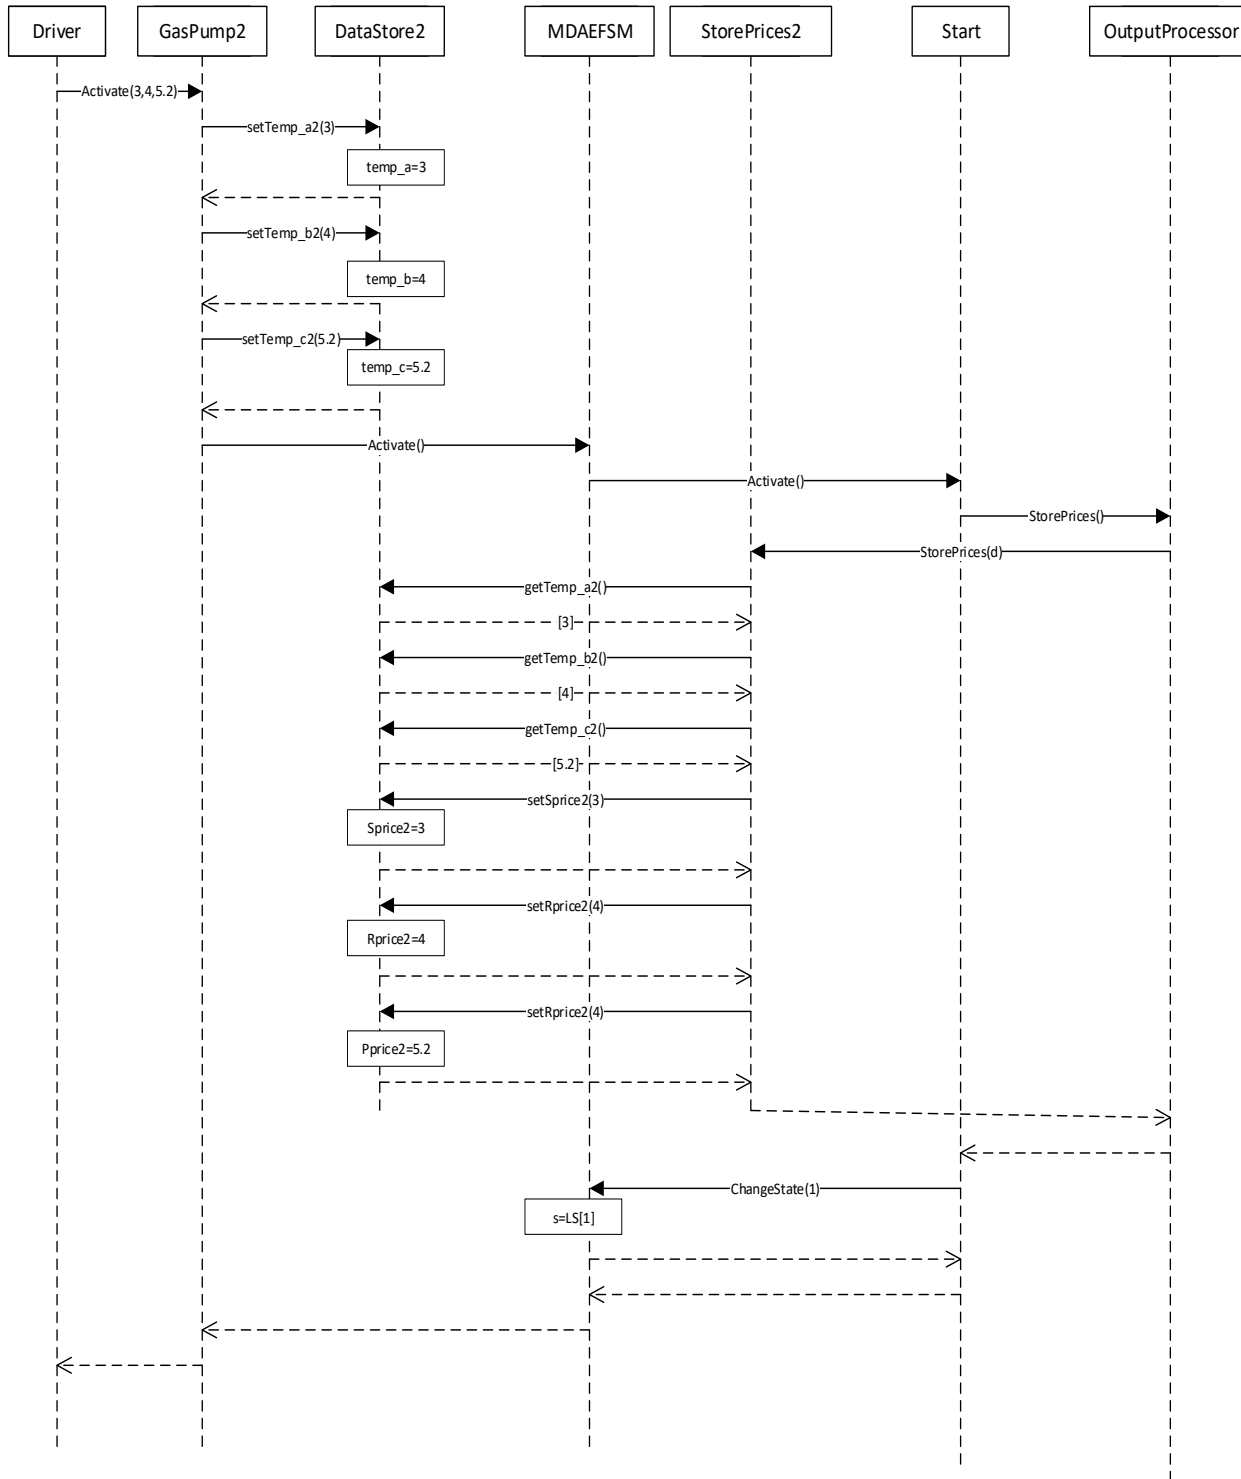 Driver
GasPump2
DataStore2
MDAEFSM
StorePrices2
Start
OutputProcessor
Activate(3,4,5.2)
setTemp_a2(3)
temp_a=3
setTemp_b2(4)
temp_b=4
setTemp_c2(5.2)
temp_c=5.2
Activate()
Activate()
StorePrices()
StorePrices(d)
getTemp_a2()
[3]
getTemp_b2()
[4]
getTemp_c2()
[5.2]
setSprice2(3)
Sprice2=3
setRprice2(4)
Rprice2=4
setRprice2(4)
Pprice2=5.2
ChangeState(1)
s=LS[1]